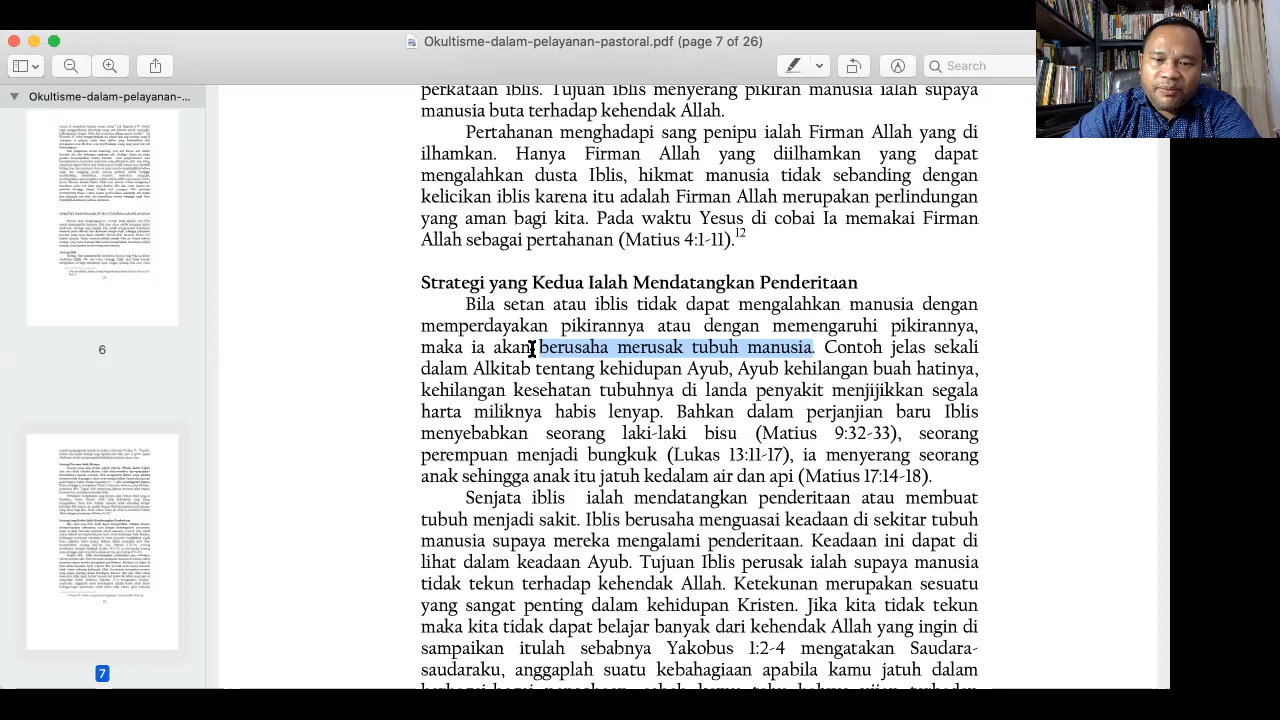 Okultisme-dalam-pelayanan-pastoral.pdf (page 7 of 26)
Search
Okultisme-dalam-pelayanan-...
6
7
perkataan iblis. Tujuan iblis menyerang pikiran manusia ialah supaya
manusia buta terhadap kehendak Allah.
Pertahanan menghadapi sang penipu ialah Firman Allah yang di
ilhamkan. Hanya Firman Allah yang di ilhamkan yang dapat
mengalahkan dusta Iblis, hikmat manusia tidak sebanding dengan
kelicikan iblis karena itu adalah Firman Allah merupakan perlindungan
yang aman bagi kita. Pada waktu Yesus di cobai Ia memakai Firman
Allah sebagai pertahanan (Matius 4:1-11).12
Strategi yang Kedua Ialah Mendatangkan Penderitaan
Bila setan atau iblis tidak dapat mengalahkan manusia dengan
memperdayakan pikirannya atau dengan memengaruhi pikirannya,
maka ia akan berusaha merusak tubuh manusia. Contoh jelas sekali
dalam Alkitab tentang kehidupan Ayub, Ayub kehilangan buah hatinya,
kehilangan kesehatan tubuhnya di landa penyakit menjijikkan segala
harta miliknya habis lenyap. Bahkan dalam perjanjian baru Iblis
menyebabkan seorang laki-laki bisu (Matius 9:32-33), seorang
perempuan menjadi bungkuk (Lukas 13:11-17), ia menyerang seorang
anak sehingga hampir jatuh kedalaman dan api (Matius 17:14-18).
Senjata iblis ialah mendatangkan penderitaan atau membuat
tubuh menderita. Iblis berusaha menguasai keadaan di sekitar tubuh
manusia supaya mereka mengalami penderitaan. Keadaan ini dapat di
lihat dalam kisah Ayub. Tujuan Iblis pertama ialah supaya manusia
tidak tekun terhadap kehendak Allah. Ketekunan merupakan sesuatu
yang sangat penting dalam kehidupan Kristen. Jika kita tidak tekun
maka kita tidak dapat belajar banyak dari kehendak Allah yang ingin di
sampaikan itulah sebabnya Yakobus 1:2-4 mengatakan Saudara-
saudaraku, anggaplah suatu kebahagiaan apabila kamu jatuh dalam